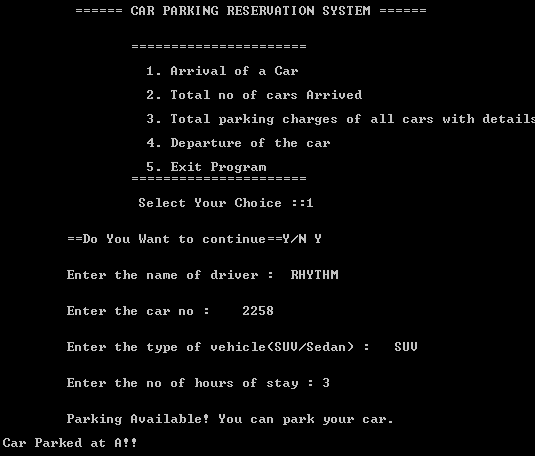 ====== CAR PARKING RESERVATION SYSTEM ======
======================
1. Arrival of a Car
2. Total no of cars Arrived
3. Total parking charges of all cars with details
4. Departure of the car
5. Exit Program
======================
Select Your Choice ::1
==Do You Want to continue==Y/N Y
Enter the name of driver : RHYTHM
Enter the car no : 2258
Enter the type of vehicle(SUV/Sedan) : SUV
Enter the no of hours of stay : 3
Parking Available! You can park your car.
Car Parked at A!!